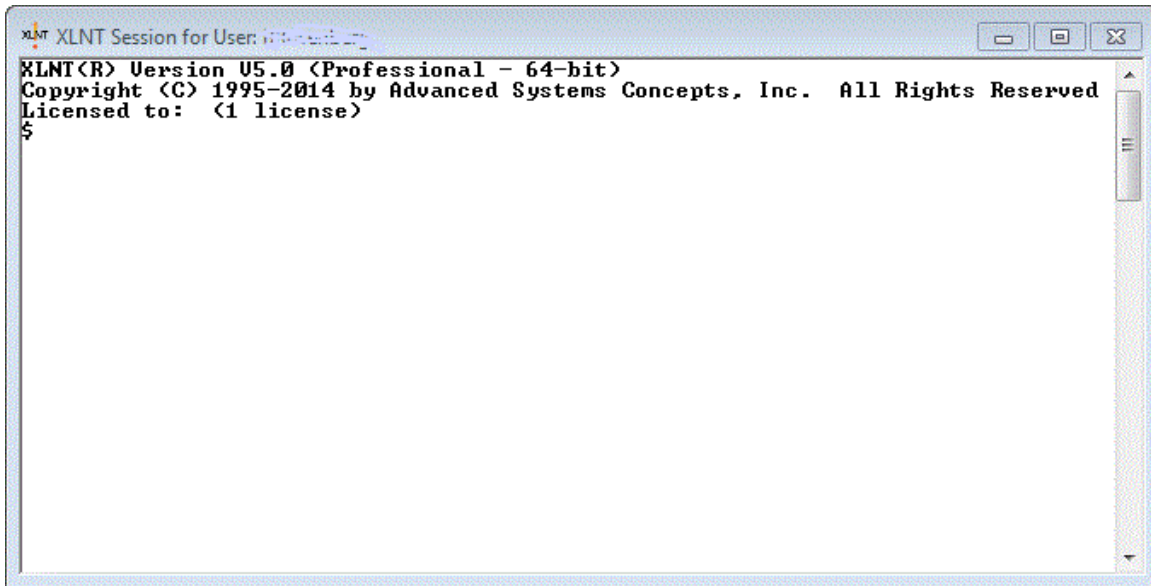 XLNT XLNT Session for User:
XLNT(R) Version V5.0 (Professional - 64-bit)
Copyright (C) 1995-2014 by Advanced Systems Concepts, Inc.  All Rights Reserved
Licensed to:  (1 license)
$